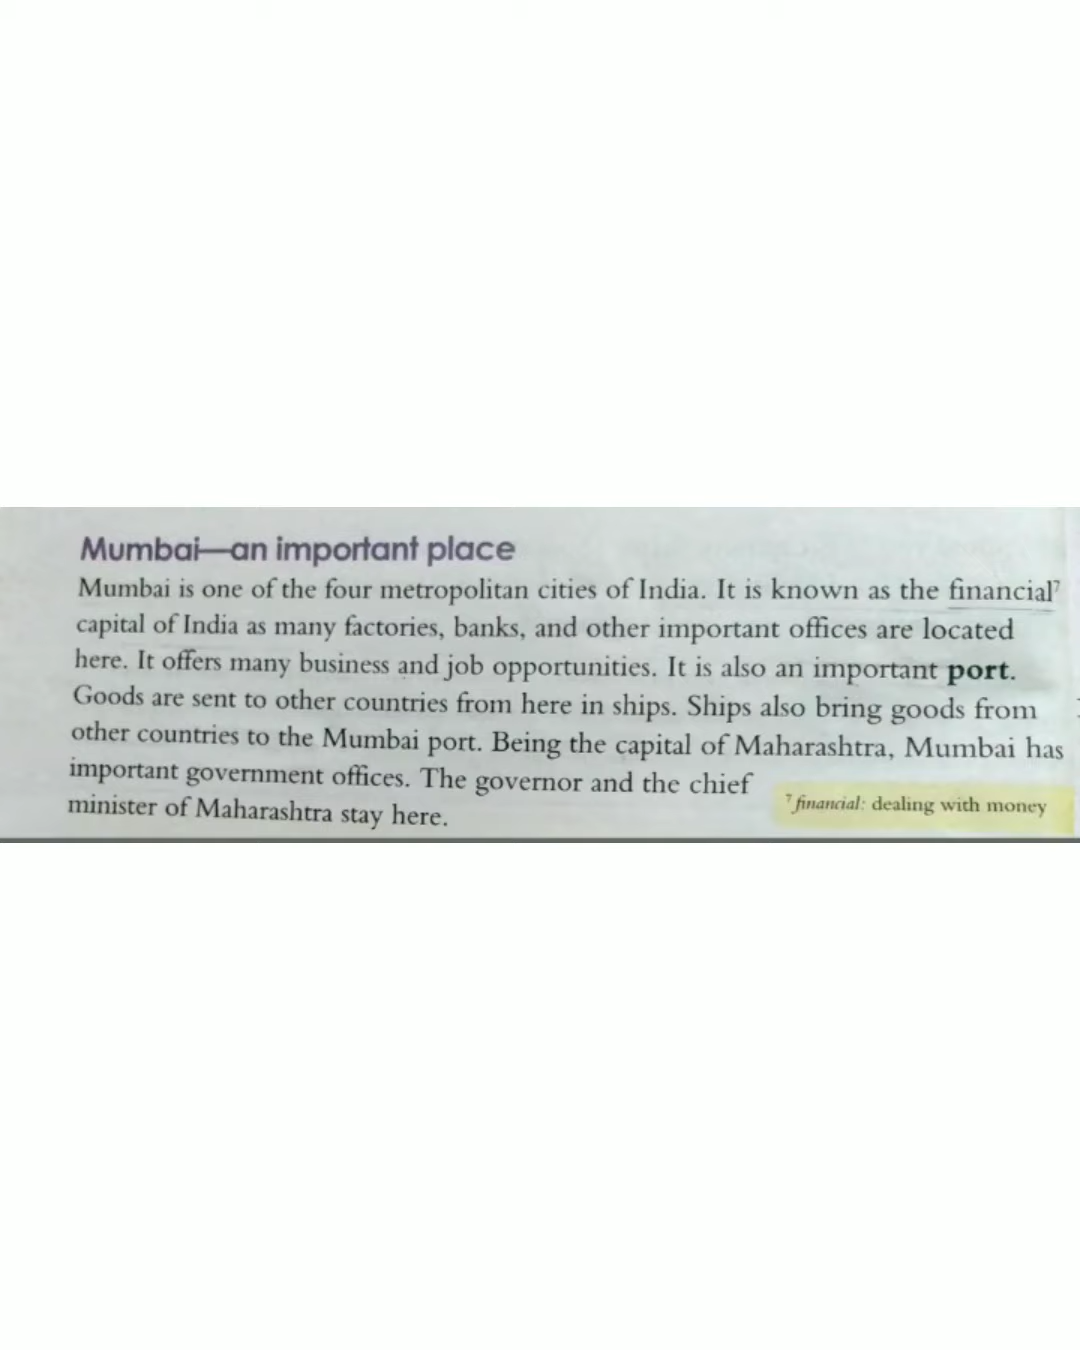 Mumbai—an important place
Mumbai is one of the four metropolitan cities of India. It is known as the financial⁷
capital of India as many factories, banks, and other important offices are located
here. It offers many business and job opportunities. It is also an important port.
Goods are sent to other countries from here in ships. Ships also bring goods from
other countries to the Mumbai port. Being the capital of Maharashtra, Mumbai has
important government offices. The governor and the chief
minister of Maharashtra stay here.
⁷ financial: dealing with money